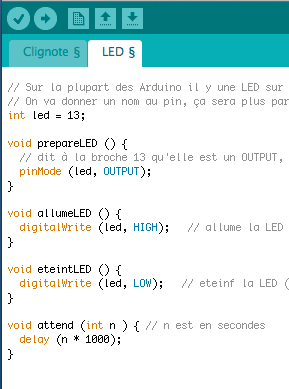 Clignote § LED §
// Sur la plupart des Arduino il y une LED sur
// On va donner un nom au pin, ça sera plus par
int led = 13;
void prepareLED () {
// dit à la broche 13 qu'elle est un OUTPUT,
pinMode (led, OUTPUT);
}
void allumeLED () {
digitalWrite (led, HIGH); // allume la LED
}
void eteintLED () {
digitalWrite (led, LOW); // eteinf la LED (
}
void attend (int n ) { // n est en secondes
delay (n * 1000);
}